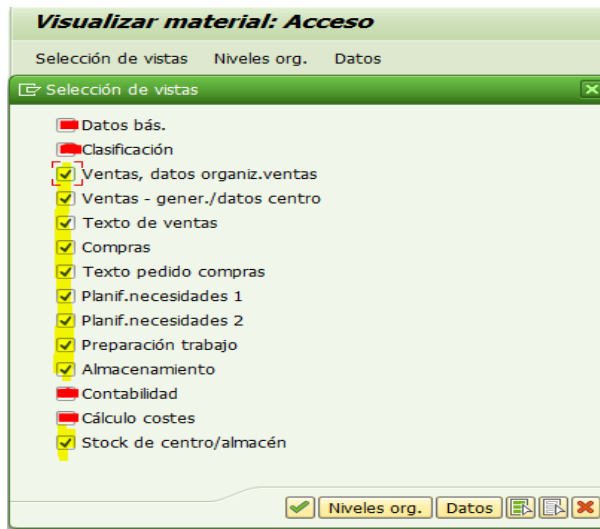 Visualizar material: Acceso
Selección de vistas Niveles org. Datos
Selección de vistas
Datos bás.
Clasificación
Ventas, datos organiz.ventas
Ventas - gener./datos centro
Texto de ventas
Compras
Texto pedido compras
Planif.necesidades 1
Planif.necesidades 2
Preparación trabajo
Almacenamiento
Contabilidad
Cálculo costes
Stock de centro/almacén
Niveles org. Datos